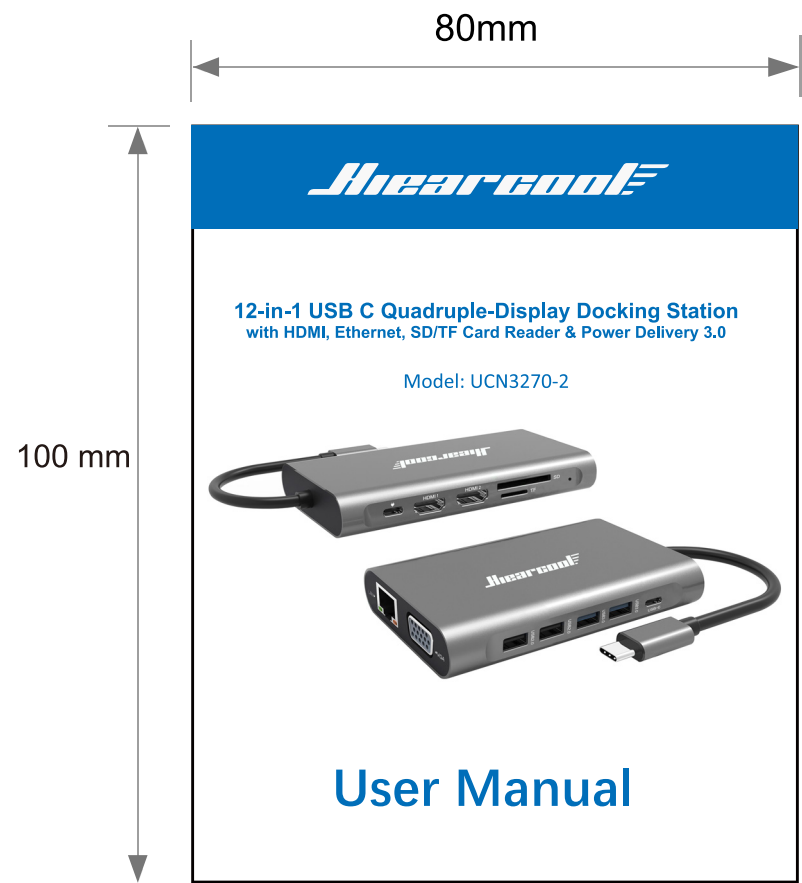 80mm
100 mm
Hiearcool
12-in-1 USB C Quadruple-Display Docking Station
with HDMI, Ethernet, SD/TF Card Reader & Power Delivery 3.0
Model: UCN3270-2
Hiearcool
HDMI 1
HDMI 2
SD
TF
Hiearcool
VGA
User Manual